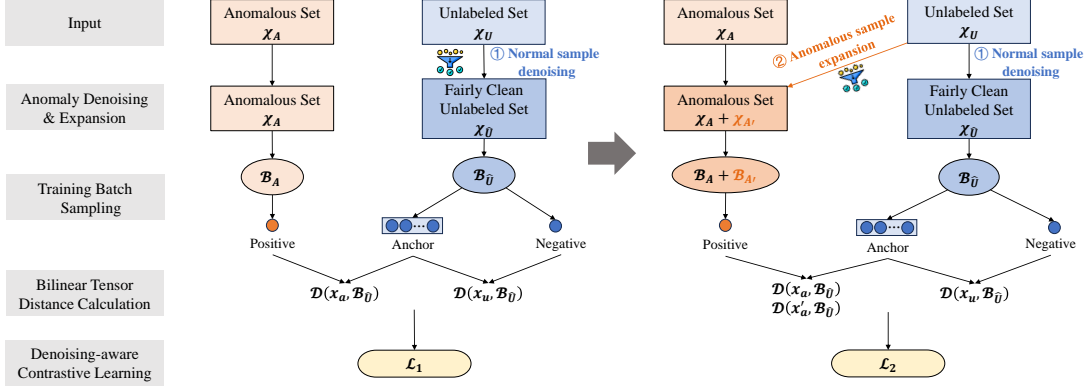 Input
Anomaly Denoising
& Expansion
Training Batch
Sampling
Bilinear Tensor
Distance Calculation
Denoising-aware
Contrastive Learning
Anomalous Set
χ_A
Unlabeled Set
χ_U
① Normal sample
denoising
Anomalous Set
χ_A
Fairly Clean
Unlabeled Set
χ_Û
ℬ_A
ℬ_Û
Positive
Anchor
Negative
𝒟(x_a, ℬ_Û)
𝒟(x_u, ℬ_Û)
ℒ_1
Anomalous Set
χ_A
Unlabeled Set
χ_U
② Anomalous sample
expansion
① Normal sample
denoising
Anomalous Set
χ_A + χ_A′
Fairly Clean
Unlabeled Set
χ_Û
ℬ_A + ℬ_A′
ℬ_Û
Positive
Anchor
Negative
𝒟(x_a, ℬ_Û)
𝒟(x′_a, ℬ_Û)
𝒟(x_u, ℬ_Û)
ℒ_2